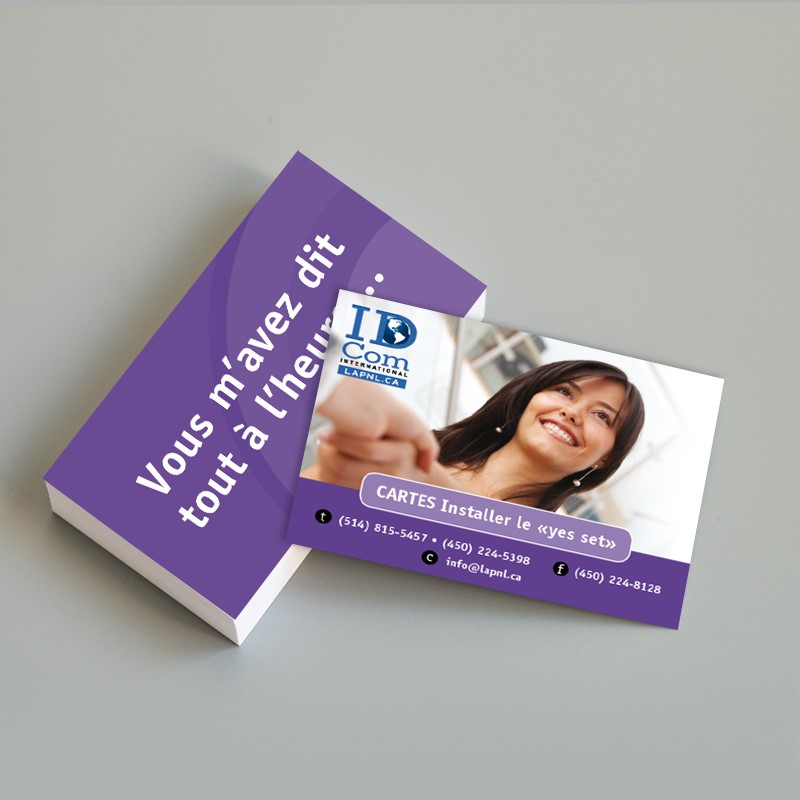 Vous m'avez dit
tout à l'heure...
ID
Com
INTERNATIONAL
LAPNL.CA
CARTES Installer le «yes set»
t (514) 815-5457 • (450) 224-5398
f (450) 224-8128
c info@lapnl.ca